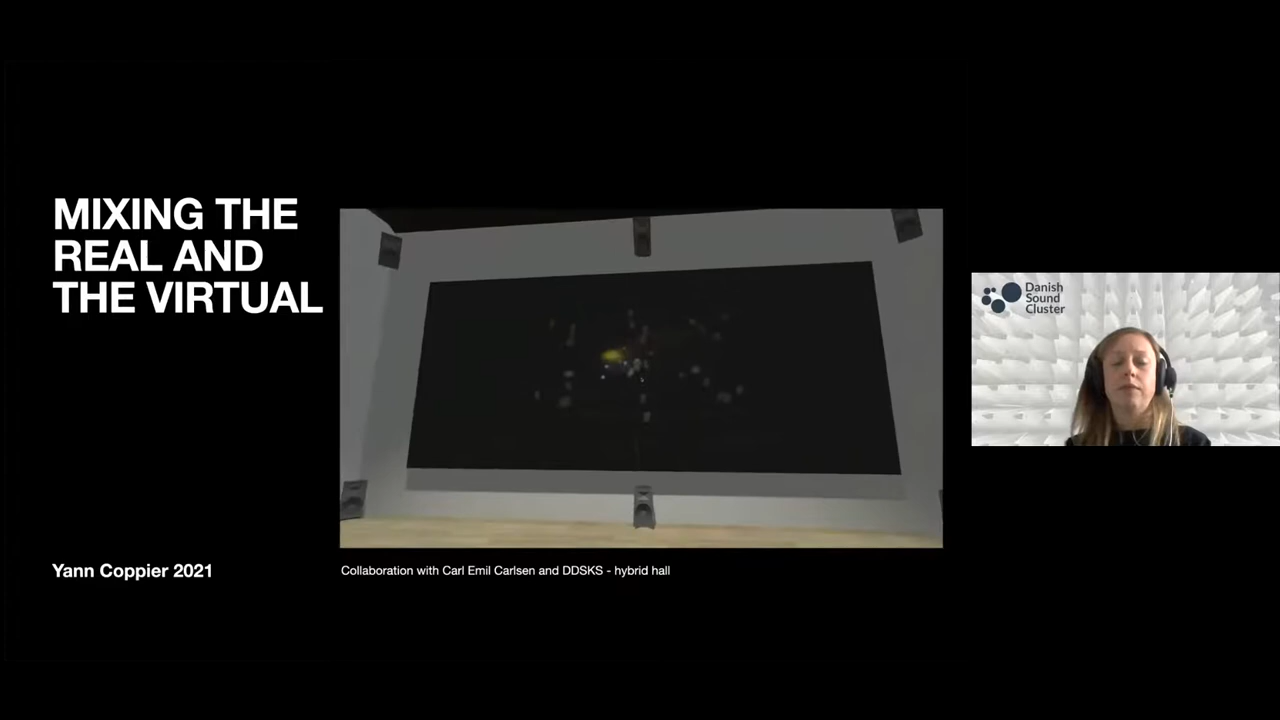 MIXING THE
REAL AND
THE VIRTUAL
Yann Coppier 2021
Collaboration with Carl Emil Carlsen and DDSKS - hybrid hall
Danish
Sound
Cluster